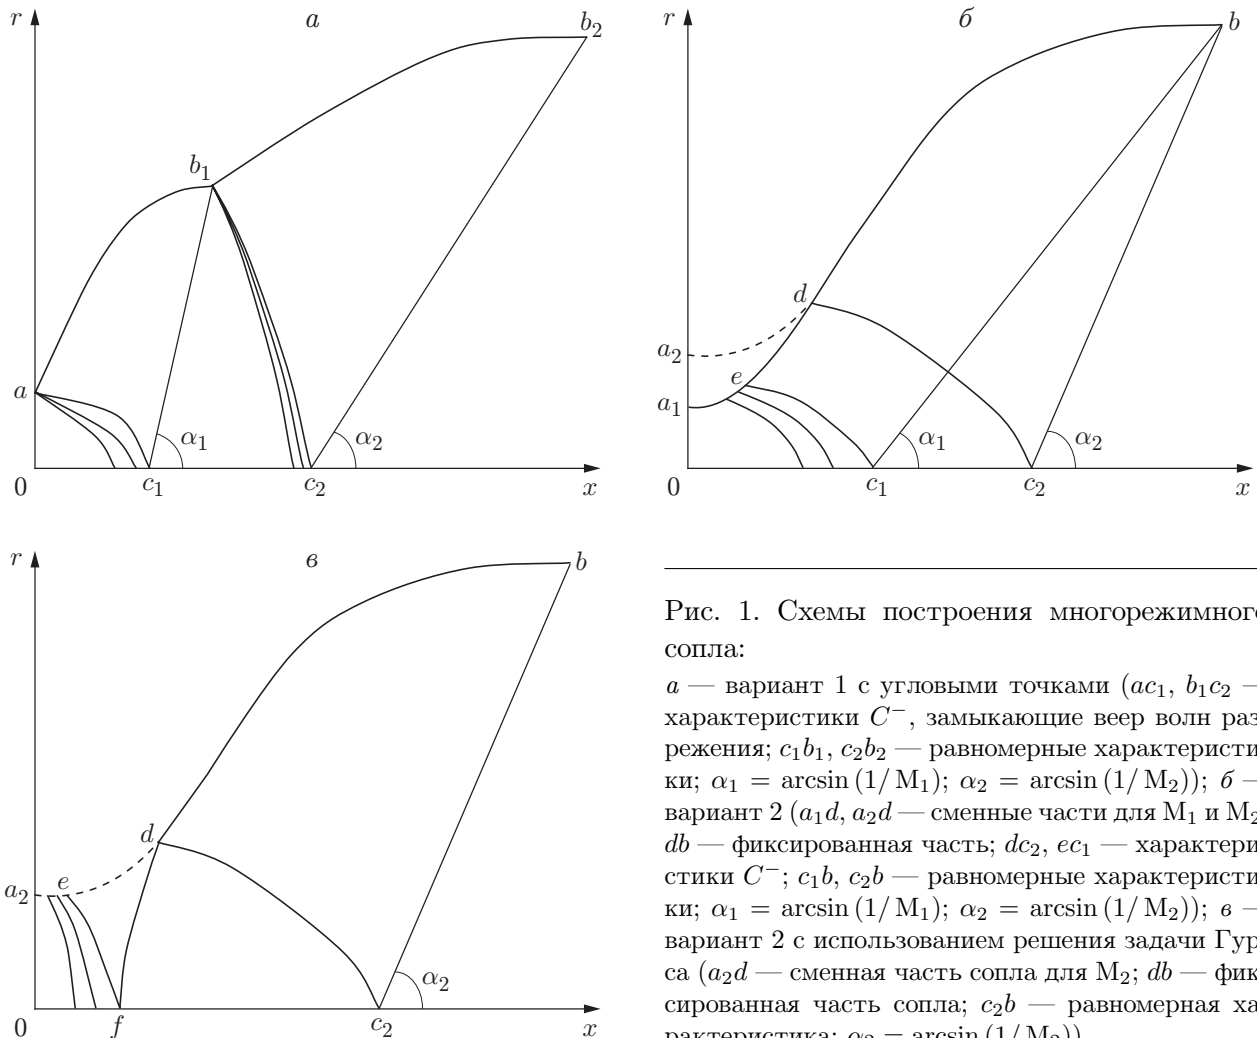 r
а
b2
b1
a
α1
α2
0
c1
c2
x
r
б
b
d
a2
e
a1
α1
α2
0
c1
c2
x
r
в
b
d
a2
e
α2
0
f
c2
x
Рис. 1. Схемы построения многорежимного
сопла:
а — вариант 1 с угловыми точками (ac1, b1c2 —
характеристики C−, замыкающие веер волн раз-
режения; c1b1, c2b2 — равномерные характеристи-
ки; α1 = arcsin (1/M1); α2 = arcsin (1/M2)); б —
вариант 2 (a1d, a2d — сменные части для M1 и M2
db — фиксированная часть; dc2, ec1 — характери-
стики C−; c1b, c2b — равномерные характеристи-
ки; α1 = arcsin (1/M1); α2 = arcsin (1/M2)); в —
вариант 2 с использованием решения задачи Гур-
са (a2d — сменная часть сопла для M2; db — фик-
сированная часть сопла; c2b — равномерная ха-
рактеристика; α2 = arcsin (1/M2))